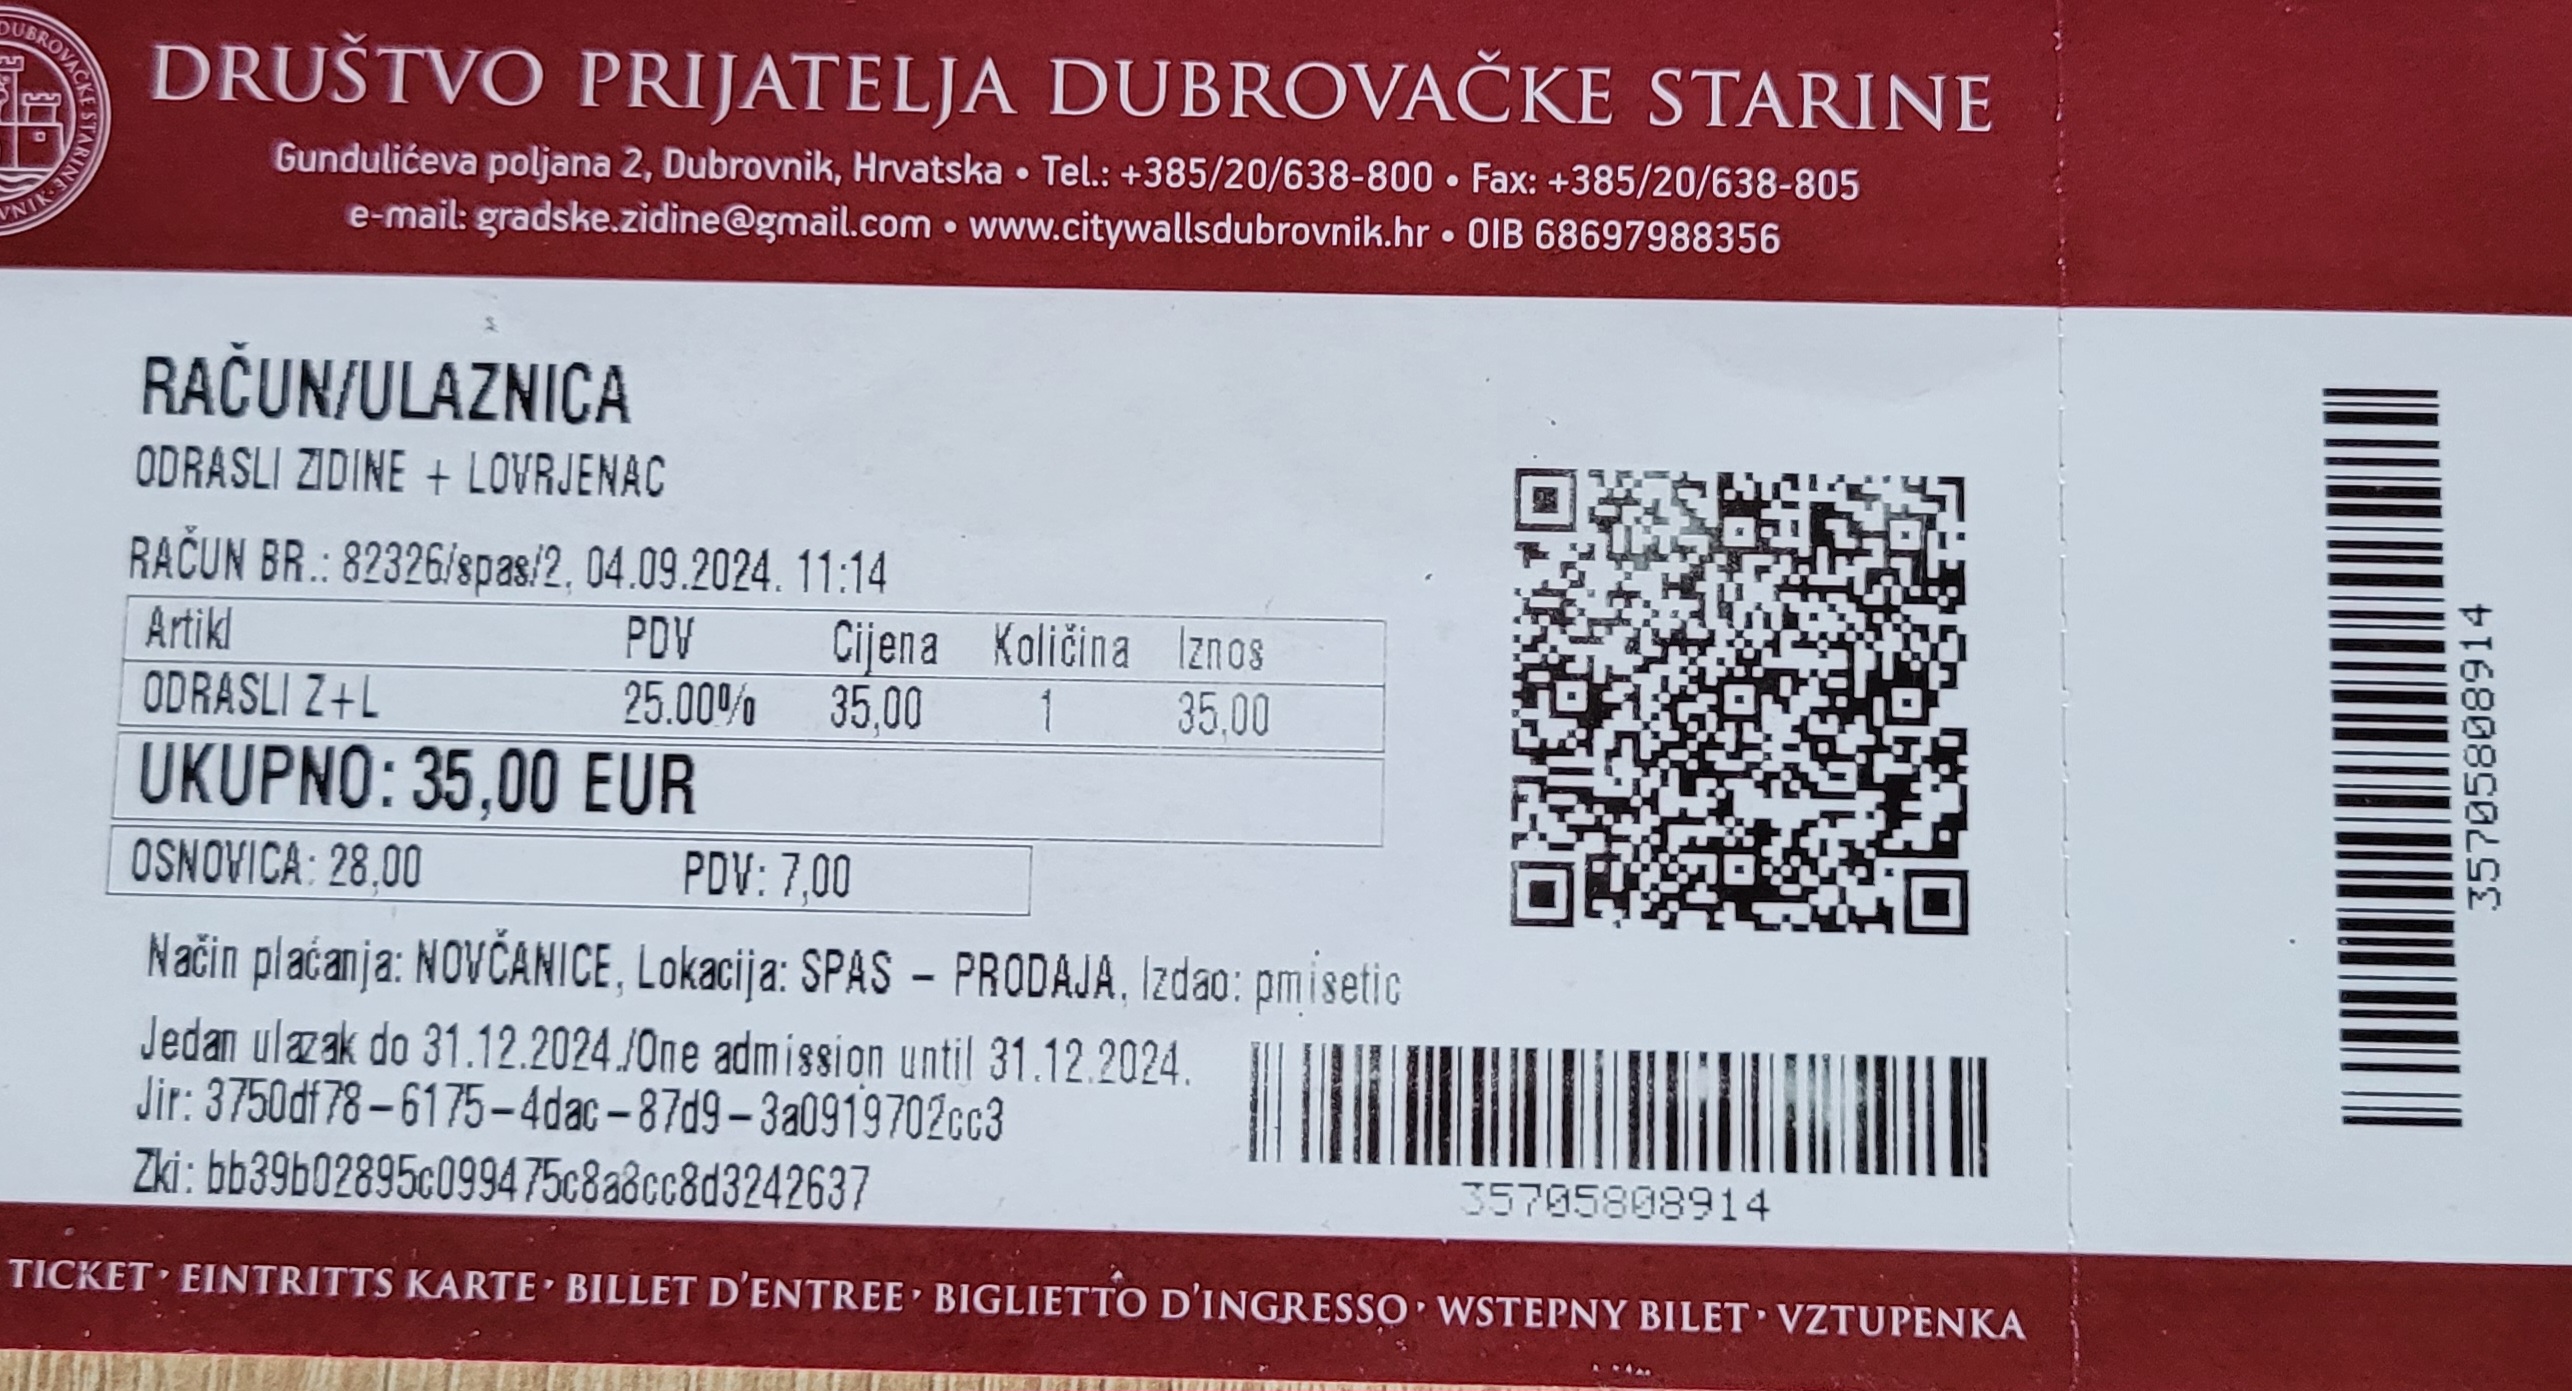 DUBROVAČKE STARINE
DRUŠTVO PRIJATELJA DUBROVAČKE STARINE
Gundulićeva poljana 2, Dubrovnik, Hrvatska • Tel.: +385/20/638-800 • Fax: +385/20/638-805
e-mail: gradske.zidine@gmail.com • www.citywallsdubrovnik.hr • OIB 68697988356
RAČUN/ULAZNICA
ODRASLI ZIDINE + LOVRJENAC
RAČUN BR.: 82326/spas/2, 04.09.2024. 11:14
Artikl PDV Cijena Količina Iznos
ODRASLI Z+L 25.00% 35,00 1 35,00
UKUPNO: 35,00 EUR
OSNOVICA: 28,00 PDV: 7,00
Način plaćanja: NOVČANICE, Lokacija: SPAS – PRODAJA, Izdao: pmisetic
Jedan ulazak do 31.12.2024./One admission until 31.12.2024.
Jir: 3750df78-6175-4dac-87d9-3a0919702cc3
Zki: bb39b02895c099475c8a8cc8d3242637
35705808914
35705808914
TICKET • EINTRITTS KARTE • BILLET D'ENTREE • BIGLIETTO D'INGRESSO • WSTEPNY BILET • VZTUPENKA